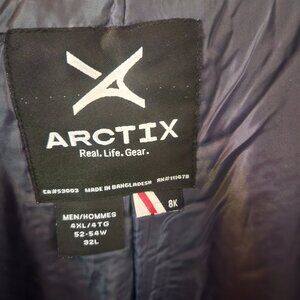 ARCTIX
Real. Life. Gear.
CA#53003 MADE IN BANGLADESH RN#111078
MEN/HOMMES
4XL/4TG
52-54W
32L
8K